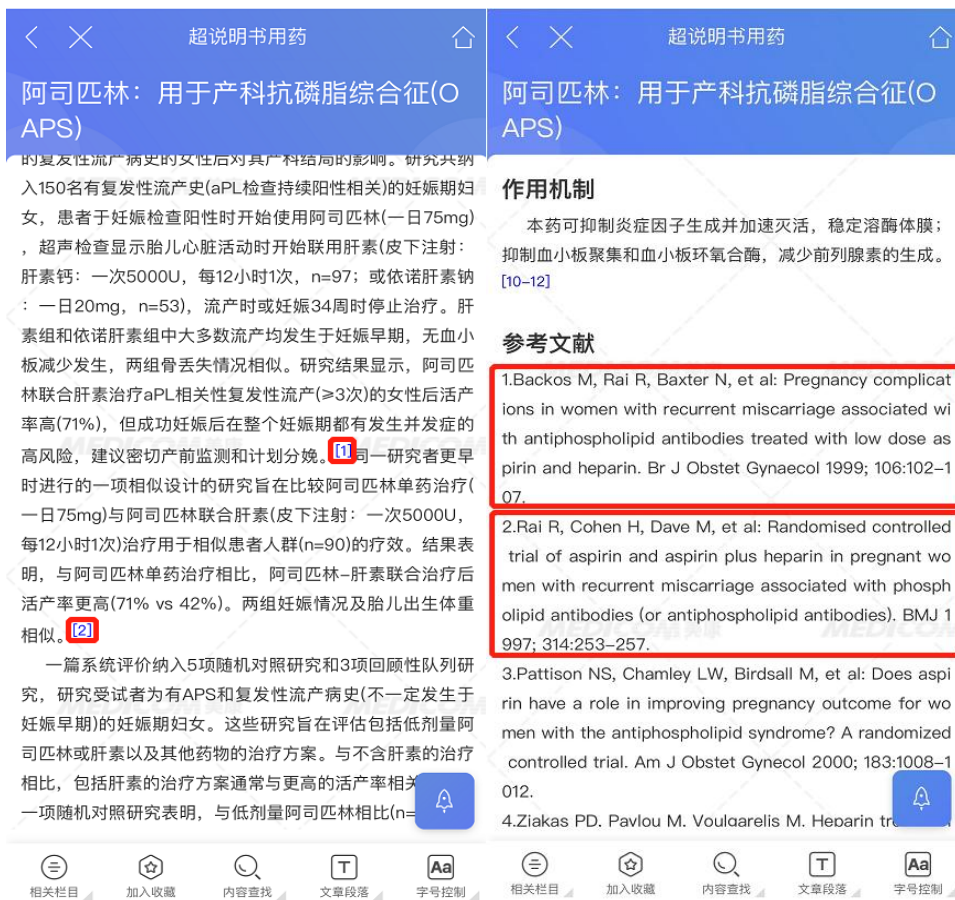 超说明书用药
阿司匹林：用于产科抗磷脂综合征(O
APS)
的复发性流产病史的女性后对其产科结局的影响。研究共纳
入150名有复发性流产史(aPL检查持续阳性相关)的妊娠期妇
女，患者于妊娠检查阳性时开始使用阿司匹林(一日75mg)
，超声检查显示胎儿心脏活动时开始联用肝素(皮下注射：
肝素钙：一次5000U，每12小时1次，n=97；或依诺肝素钠
：一日20mg，n=53)，流产时或妊娠34周时停止治疗。肝
素组和依诺肝素组中大多数流产均发生于妊娠早期，无血小
板减少发生，两组骨丢失情况相似。研究结果显示，阿司匹
林联合肝素治疗aPL相关性复发性流产(≥3次)的女性后活产
率高(71%)，但成功妊娠后在整个妊娠期都有发生并发症的
高风险，建议密切产前监测和计划分娩。[1]同一研究者更早
时进行的一项相似设计的研究旨在比较阿司匹林单药治疗(
一日75mg)与阿司匹林联合肝素(皮下注射：一次5000U，
每12小时1次)治疗用于相似患者人群(n=90)的疗效。结果表
明，与阿司匹林单药治疗相比，阿司匹林–肝素联合治疗后
活产率更高(71% vs 42%)。两组妊娠情况及胎儿出生体重
相似。[2]
一篇系统评价纳入5项随机对照研究和3项回顾性队列研
究，研究受试者为有APS和复发性流产病史(不一定发生于
妊娠早期)的妊娠期妇女。这些研究旨在评估包括低剂量阿
司匹林或肝素以及其他药物的治疗方案。与不含肝素的治疗
相比，包括肝素的治疗方案通常与更高的活产率相关
一项随机对照研究表明，与低剂量阿司匹林相比(n=
相关栏目
加入收藏
内容查找
文章段落
字号控制
超说明书用药
阿司匹林：用于产科抗磷脂综合征(O
APS)
作用机制
本药可抑制炎症因子生成并加速灭活，稳定溶酶体膜；
抑制血小板聚集和血小板环氧合酶，减少前列腺素的生成。
[10–12]
参考文献
1.Backos M, Rai R, Baxter N, et al: Pregnancy complicat
ions in women with recurrent miscarriage associated wi
th antiphospholipid antibodies treated with low dose as
pirin and heparin. Br J Obstet Gynaecol 1999; 106:102–1
07.
2.Rai R, Cohen H, Dave M, et al: Randomised controlled
trial of aspirin and aspirin plus heparin in pregnant wo
men with recurrent miscarriage associated with phosph
olipid antibodies (or antiphospholipid antibodies). BMJ 1
997; 314:253–257.
3.Pattison NS, Chamley LW, Birdsall M, et al: Does aspi
rin have a role in improving pregnancy outcome for wo
men with the antiphospholipid syndrome? A randomized
controlled trial. Am J Obstet Gynecol 2000; 183:1008–1
012.
4.Ziakas PD, Pavlou M, Voulgarelis M. Heparin
相关栏目
加入收藏
内容查找
文章段落
字号控制